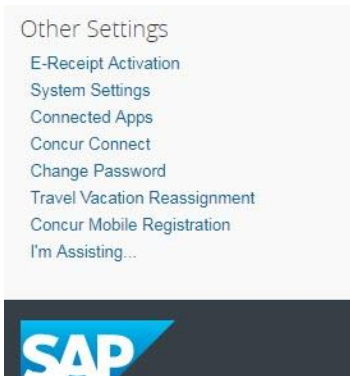 Other Settings
E-Receipt Activation
System Settings
Connected Apps
Concur Connect
Change Password
Travel Vacation Reassignment
Concur Mobile Registration
I'm Assisting...
SAP